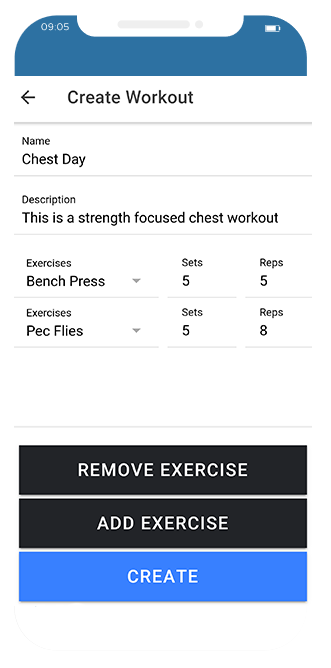 09:05
Create Workout
Name
Chest Day
Description
This is a strength focused chest workout
Exercises Sets Reps
Bench Press 5 5
Exercises Sets Reps
Pec Flies 5 8
REMOVE EXERCISE
ADD EXERCISE
CREATE